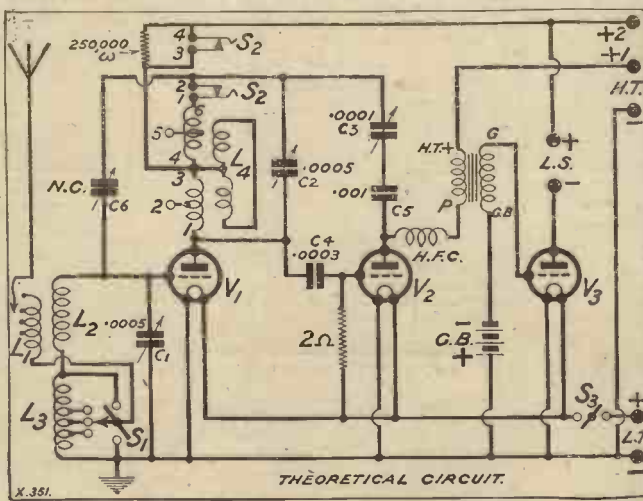 250,000
ω
4
3
S2
2
1
S2
6
5
4
3
L4
2
1
+2
+1
H.T.
−
N.C.
C6
.0005
C2
.0001
C3
.001
C5
H.T.+
P
G
G.B
+
L.S.
−
C4
.0003
H.F.C.
V1
V2
V3
L1
L2
.0005
C1
2Ω
−
G.B.
+
L3
S1
S3
+
L.T.
−
X.351.
THEORETICAL CIRCUIT.